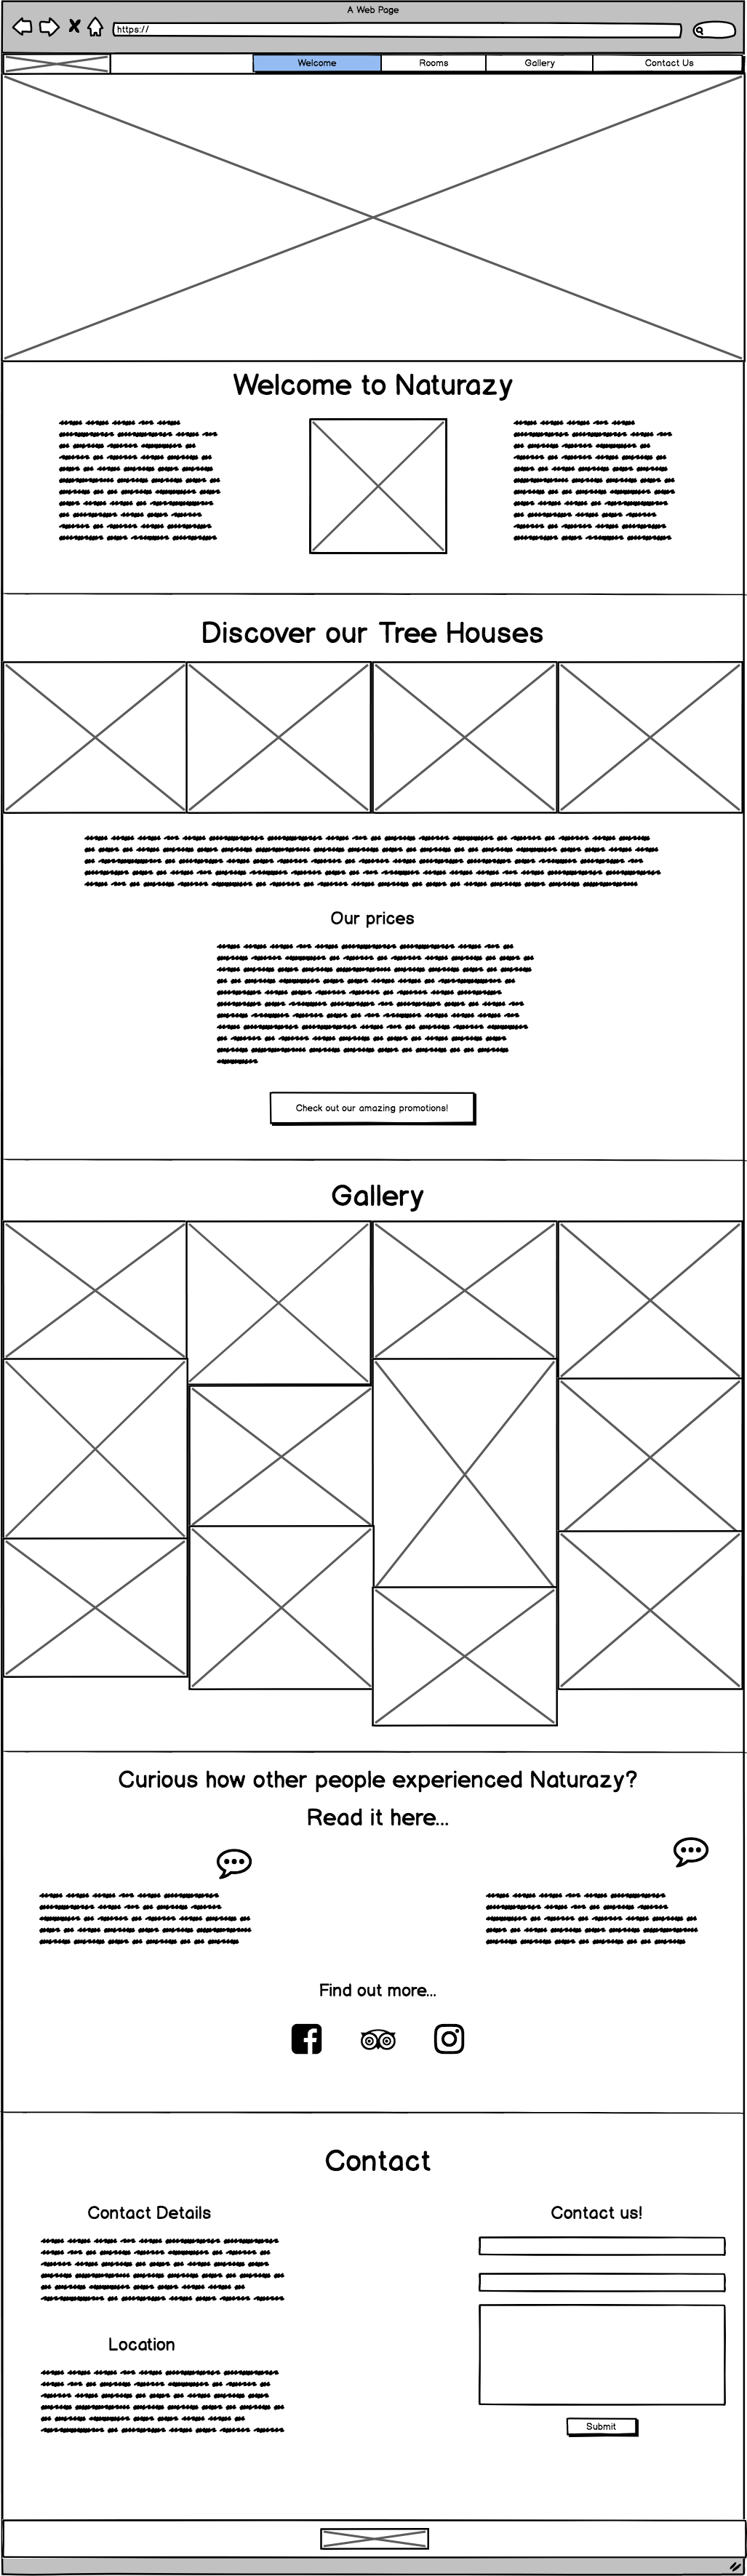 A Web Page
https://
Welcome
Rooms
Gallery
Contact Us
Welcome to Naturazy
Discover our Tree Houses
Our prices
Check out our amazing promotions!
Gallery
Curious how other people experienced Naturazy?
Read it here...
Find out more...
Contact
Contact Details
Contact us!
Location
Submit